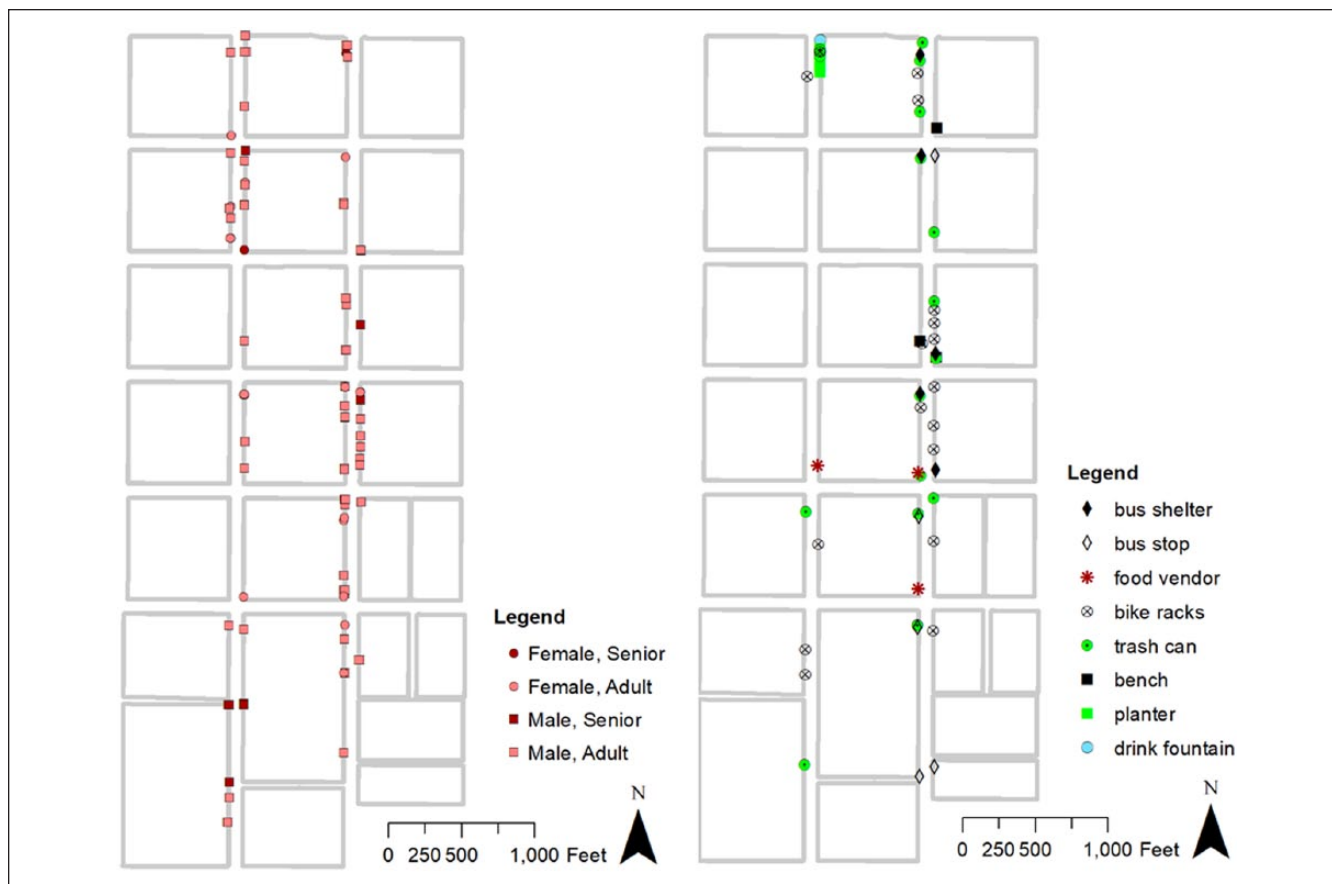 Legend
Female, Senior
Female, Adult
Male, Senior
Male, Adult
N
0 250 500 1,000 Feet
Legend
bus shelter
bus stop
food vendor
bike racks
trash can
bench
planter
drink fountain
N
0 250 500 1,000 Feet